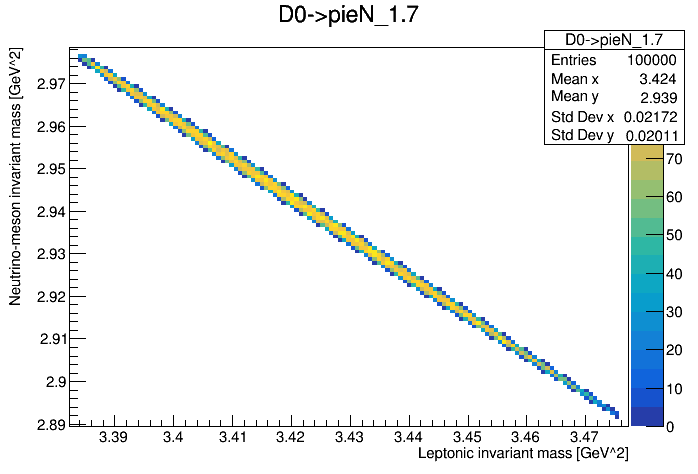 D0->pieN_1.7
D0->pieN_1.7
Entries 100000
Mean x 3.424
Mean y 2.939
Std Dev x 0.02172
Std Dev y 0.02011
Neutrino-meson invariant mass [GeV^2]
2.97
2.96
2.95
2.94
2.93
2.92
2.91
2.9
2.89
70
60
50
40
30
20
10
0
3.39 3.4 3.41 3.42 3.43 3.44 3.45 3.46 3.47
Leptonic invariant mass [GeV^2]